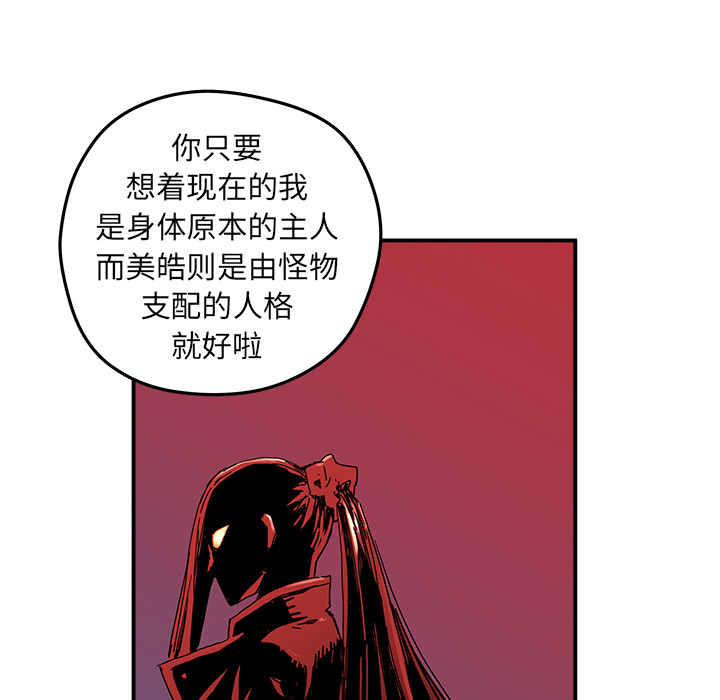 你只要
想着现在的我
是身体原本的主人
而美皓则是由怪物
支配的人格
就好啦